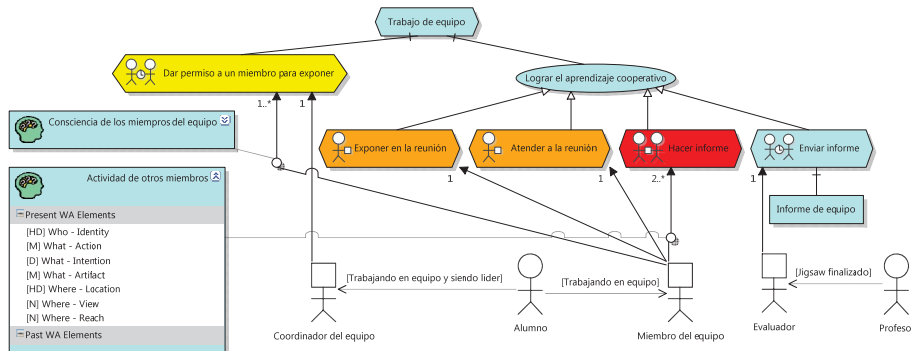 Trabajo de equipo
Dar permiso a un miembro para exponer
Lograr el aprendizaje cooperativo
1..*
1
Consciencia de los miempros del equipo
Exponer en la reunión
Atender a la reunión
Hacer informe
Enviar informe
1
1
2..*
1
Actividad de otros miembros
Informe de equipo
Present WA Elements
[HD] Who - Identity
[M] What - Action
[D] What - Intention
[M] What - Artifact
[HD] Where - Location
[N] Where - View
[N] Where - Reach
Past WA Elements
[Trabajando en equipo y siendo lider]
[Trabajando en equipo]
[Jigsaw finalizado]
Coordinador del equipo
Alumno
Miembro del equipo
Evaluador
Profeso